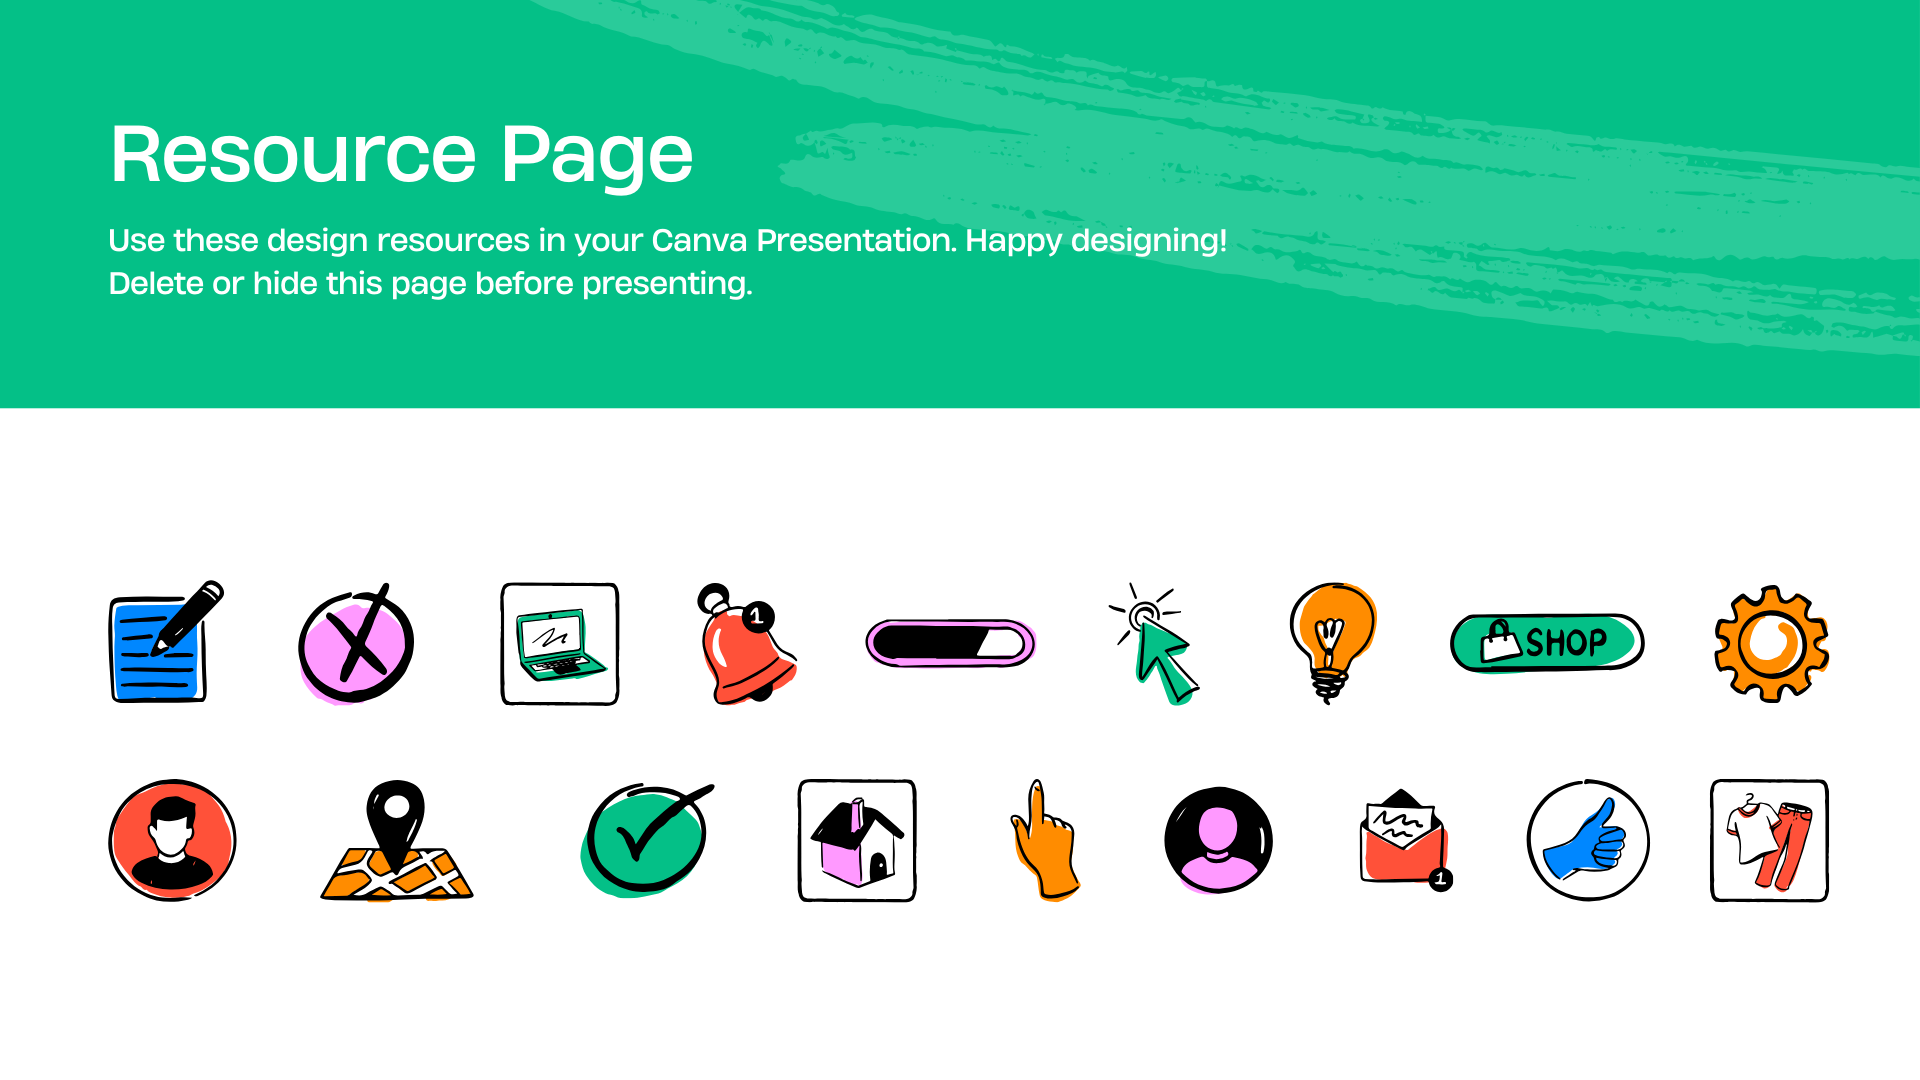 Resource Page
Use these design resources in your Canva Presentation. Happy designing!
Delete or hide this page before presenting.
1
SHOP
1